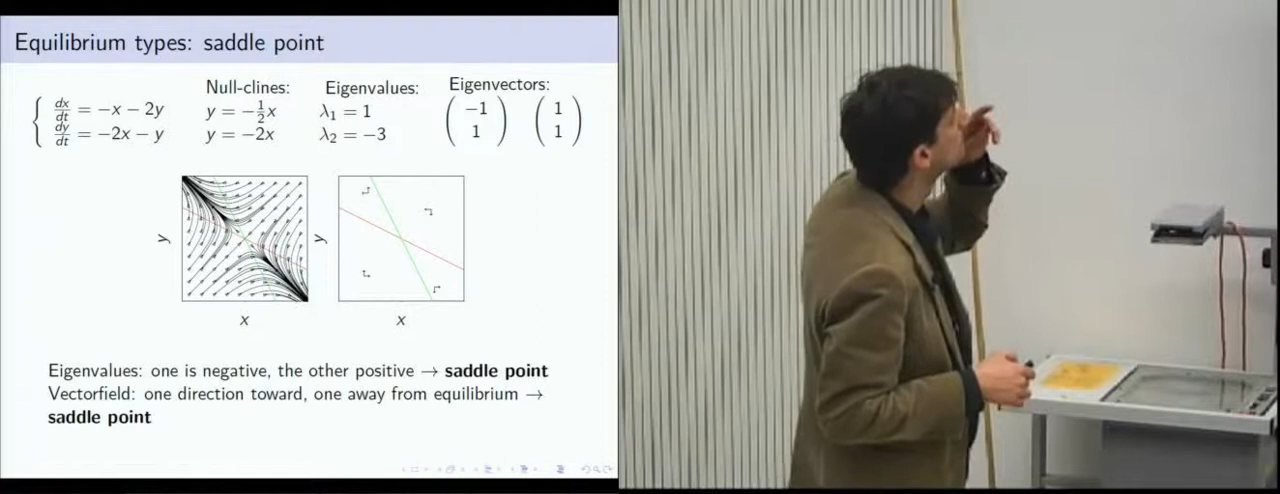 Equilibrium types: saddle point
Null-clines: Eigenvalues: Eigenvectors:
{ dx/dt = −x − 2y y = −½x λ₁ = 1 ( −1 1 ) ( 1 1 )
dy/dt = −2x − y y = −2x λ₂ = −3
y y
x x
Eigenvalues: one is negative, the other positive → saddle point
Vectorfield: one direction toward, one away from equilibrium →
saddle point